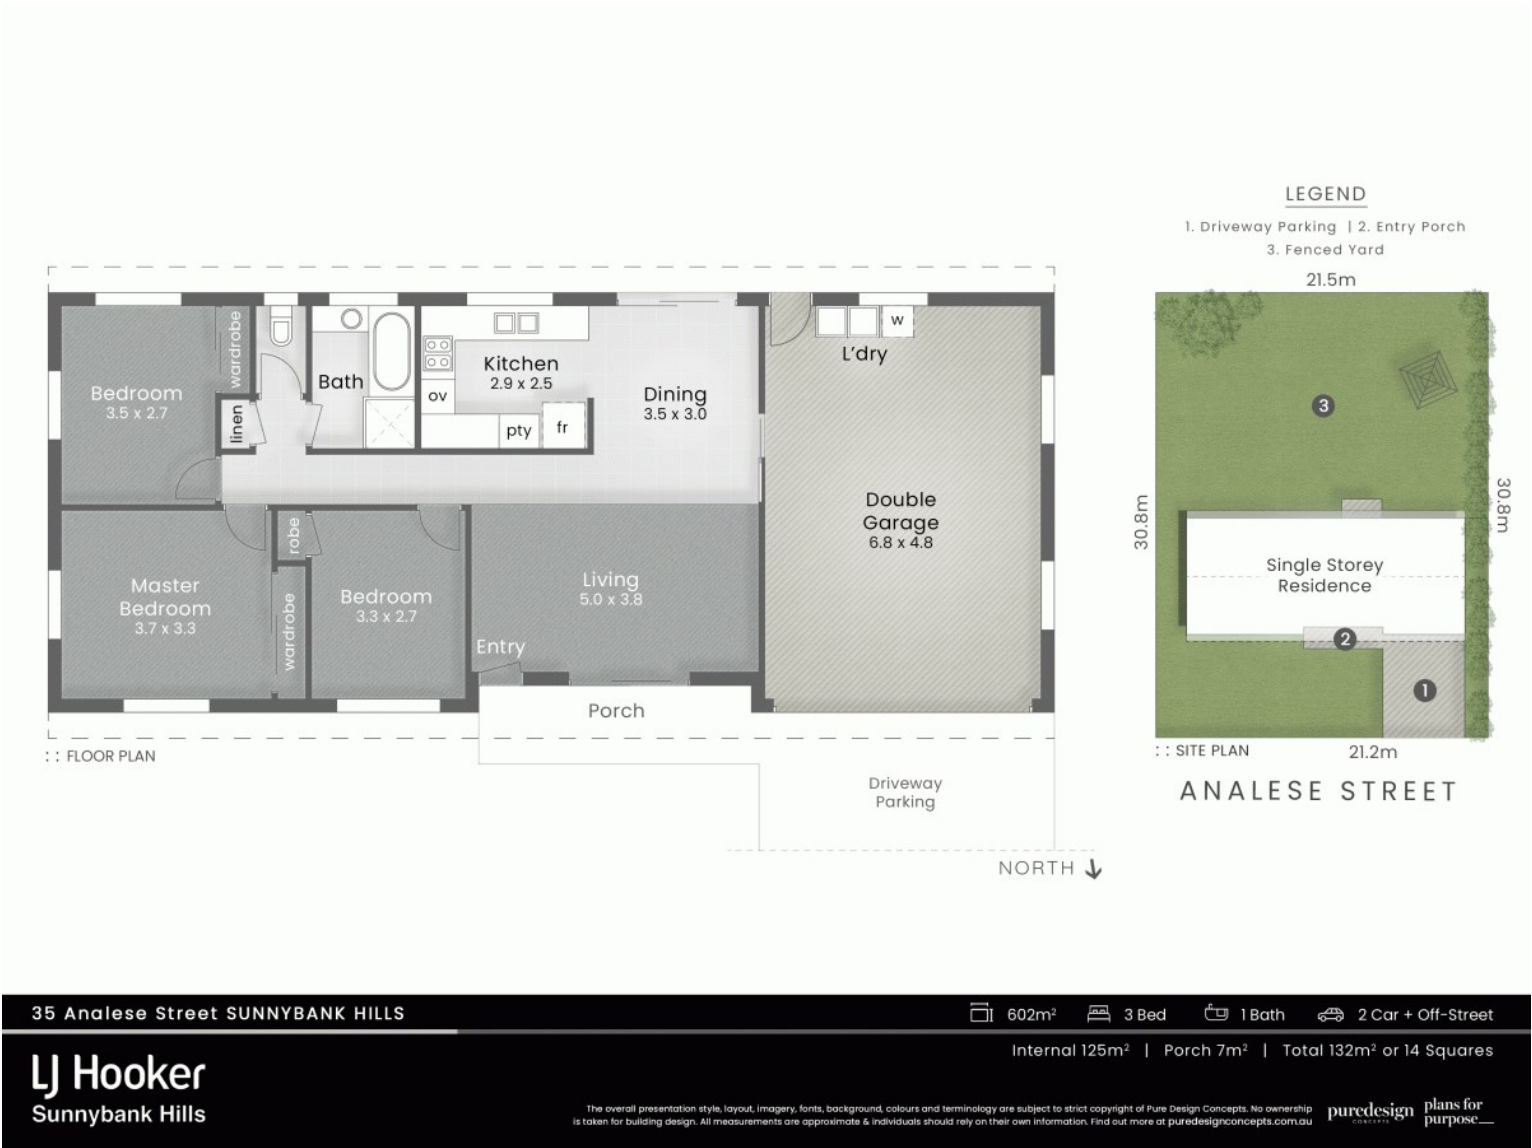 LEGEND
1. Driveway Parking | 2. Entry Porch
3. Fenced Yard
21.5m
30.8m
30.8m
3
Single Storey
Residence
2
1
:: SITE PLAN
21.2m
ANALESE STREET
Bedroom
3.5 x 2.7
wardrobe
linen
Bath
Kitchen
2.9 x 2.5
ov
pty
fr
Dining
3.5 x 3.0
w
L'dry
Double
Garage
6.8 x 4.8
Master
Bedroom
3.7 x 3.3
robe
wardrobe
Bedroom
3.3 x 2.7
Living
5.0 x 3.8
Entry
Porch
:: FLOOR PLAN
Driveway
Parking
NORTH
35 Analese Street SUNNYBANK HILLS
602m² 3 Bed 1 Bath 2 Car + Off-Street
Internal 125m² | Porch 7m² | Total 132m² or 14 Squares
LJ Hooker
Sunnybank Hills
The overall presentation style, layout, imagery, fonts, background, colours and terminology are subject to strict copyright of Pure Design Concepts. No ownership
is taken for building design. All measurements are approximate & individuals should rely on their own information. Find out more at puredesignconcepts.com.au
puredesign
CONCEPTS
plans for
purpose__